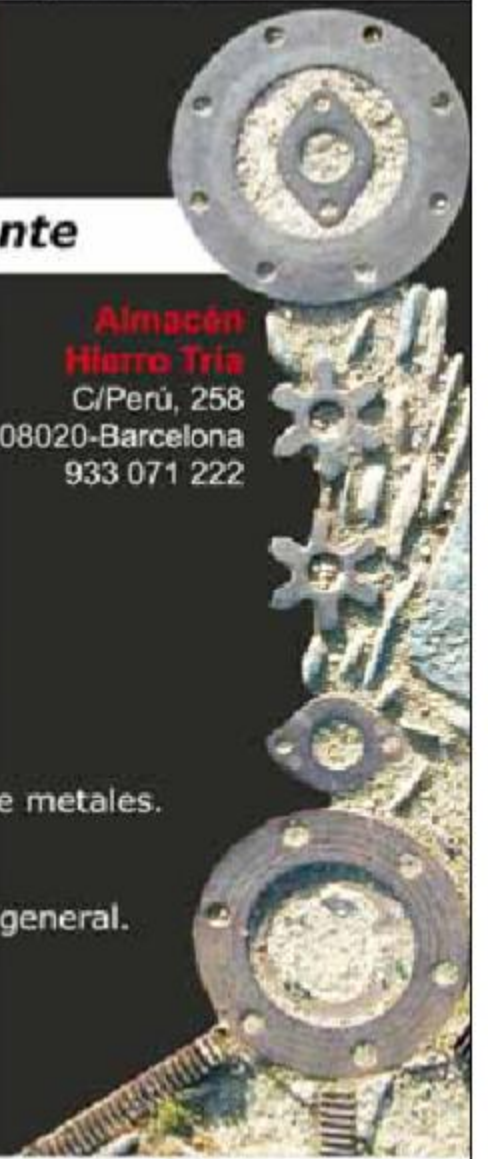 nte
Almacén
Hierro Tria
C/Perú, 258
08020-Barcelona
933 071 222
e metales.
general.